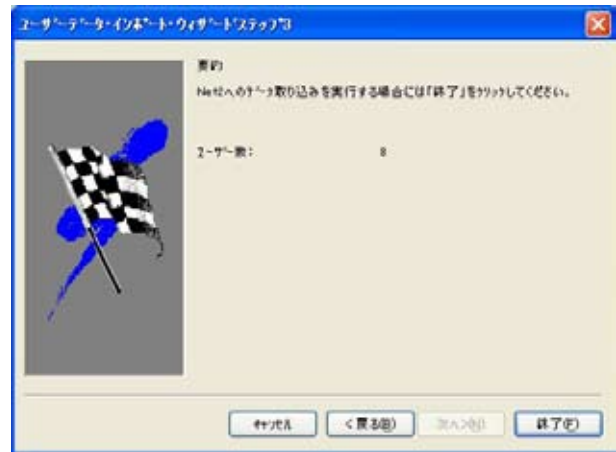 ユーザーデータ・インポート・ウィザード ステップ3
要約
Net2へのデータ取り込みを実行する場合には「終了」をクリックしてください。
ユーザー数: 8
キャンセル
< 戻る(B)
次へ>(N)
終了(F)